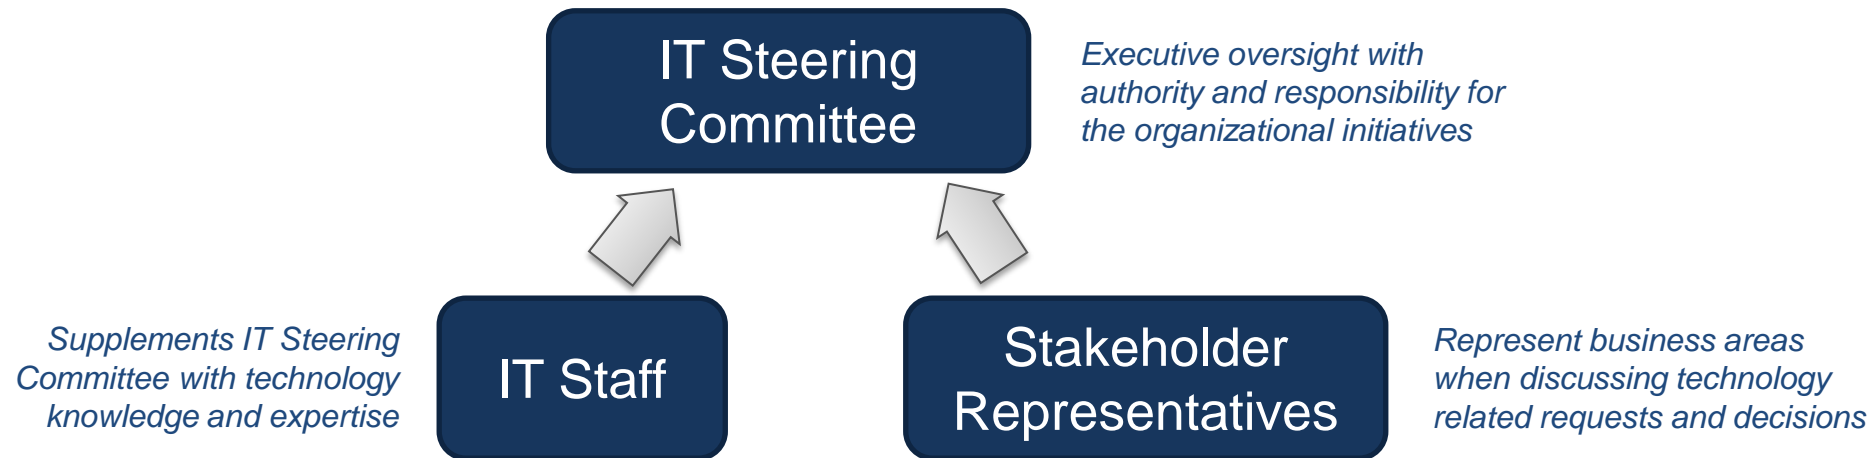 IT Steering
Committee
Executive oversight with
authority and responsibility for
the organizational initiatives
Supplements IT Steering
Committee with technology
knowledge and expertise
IT Staff
Stakeholder
Representatives
Represent business areas
when discussing technology
related requests and decisions